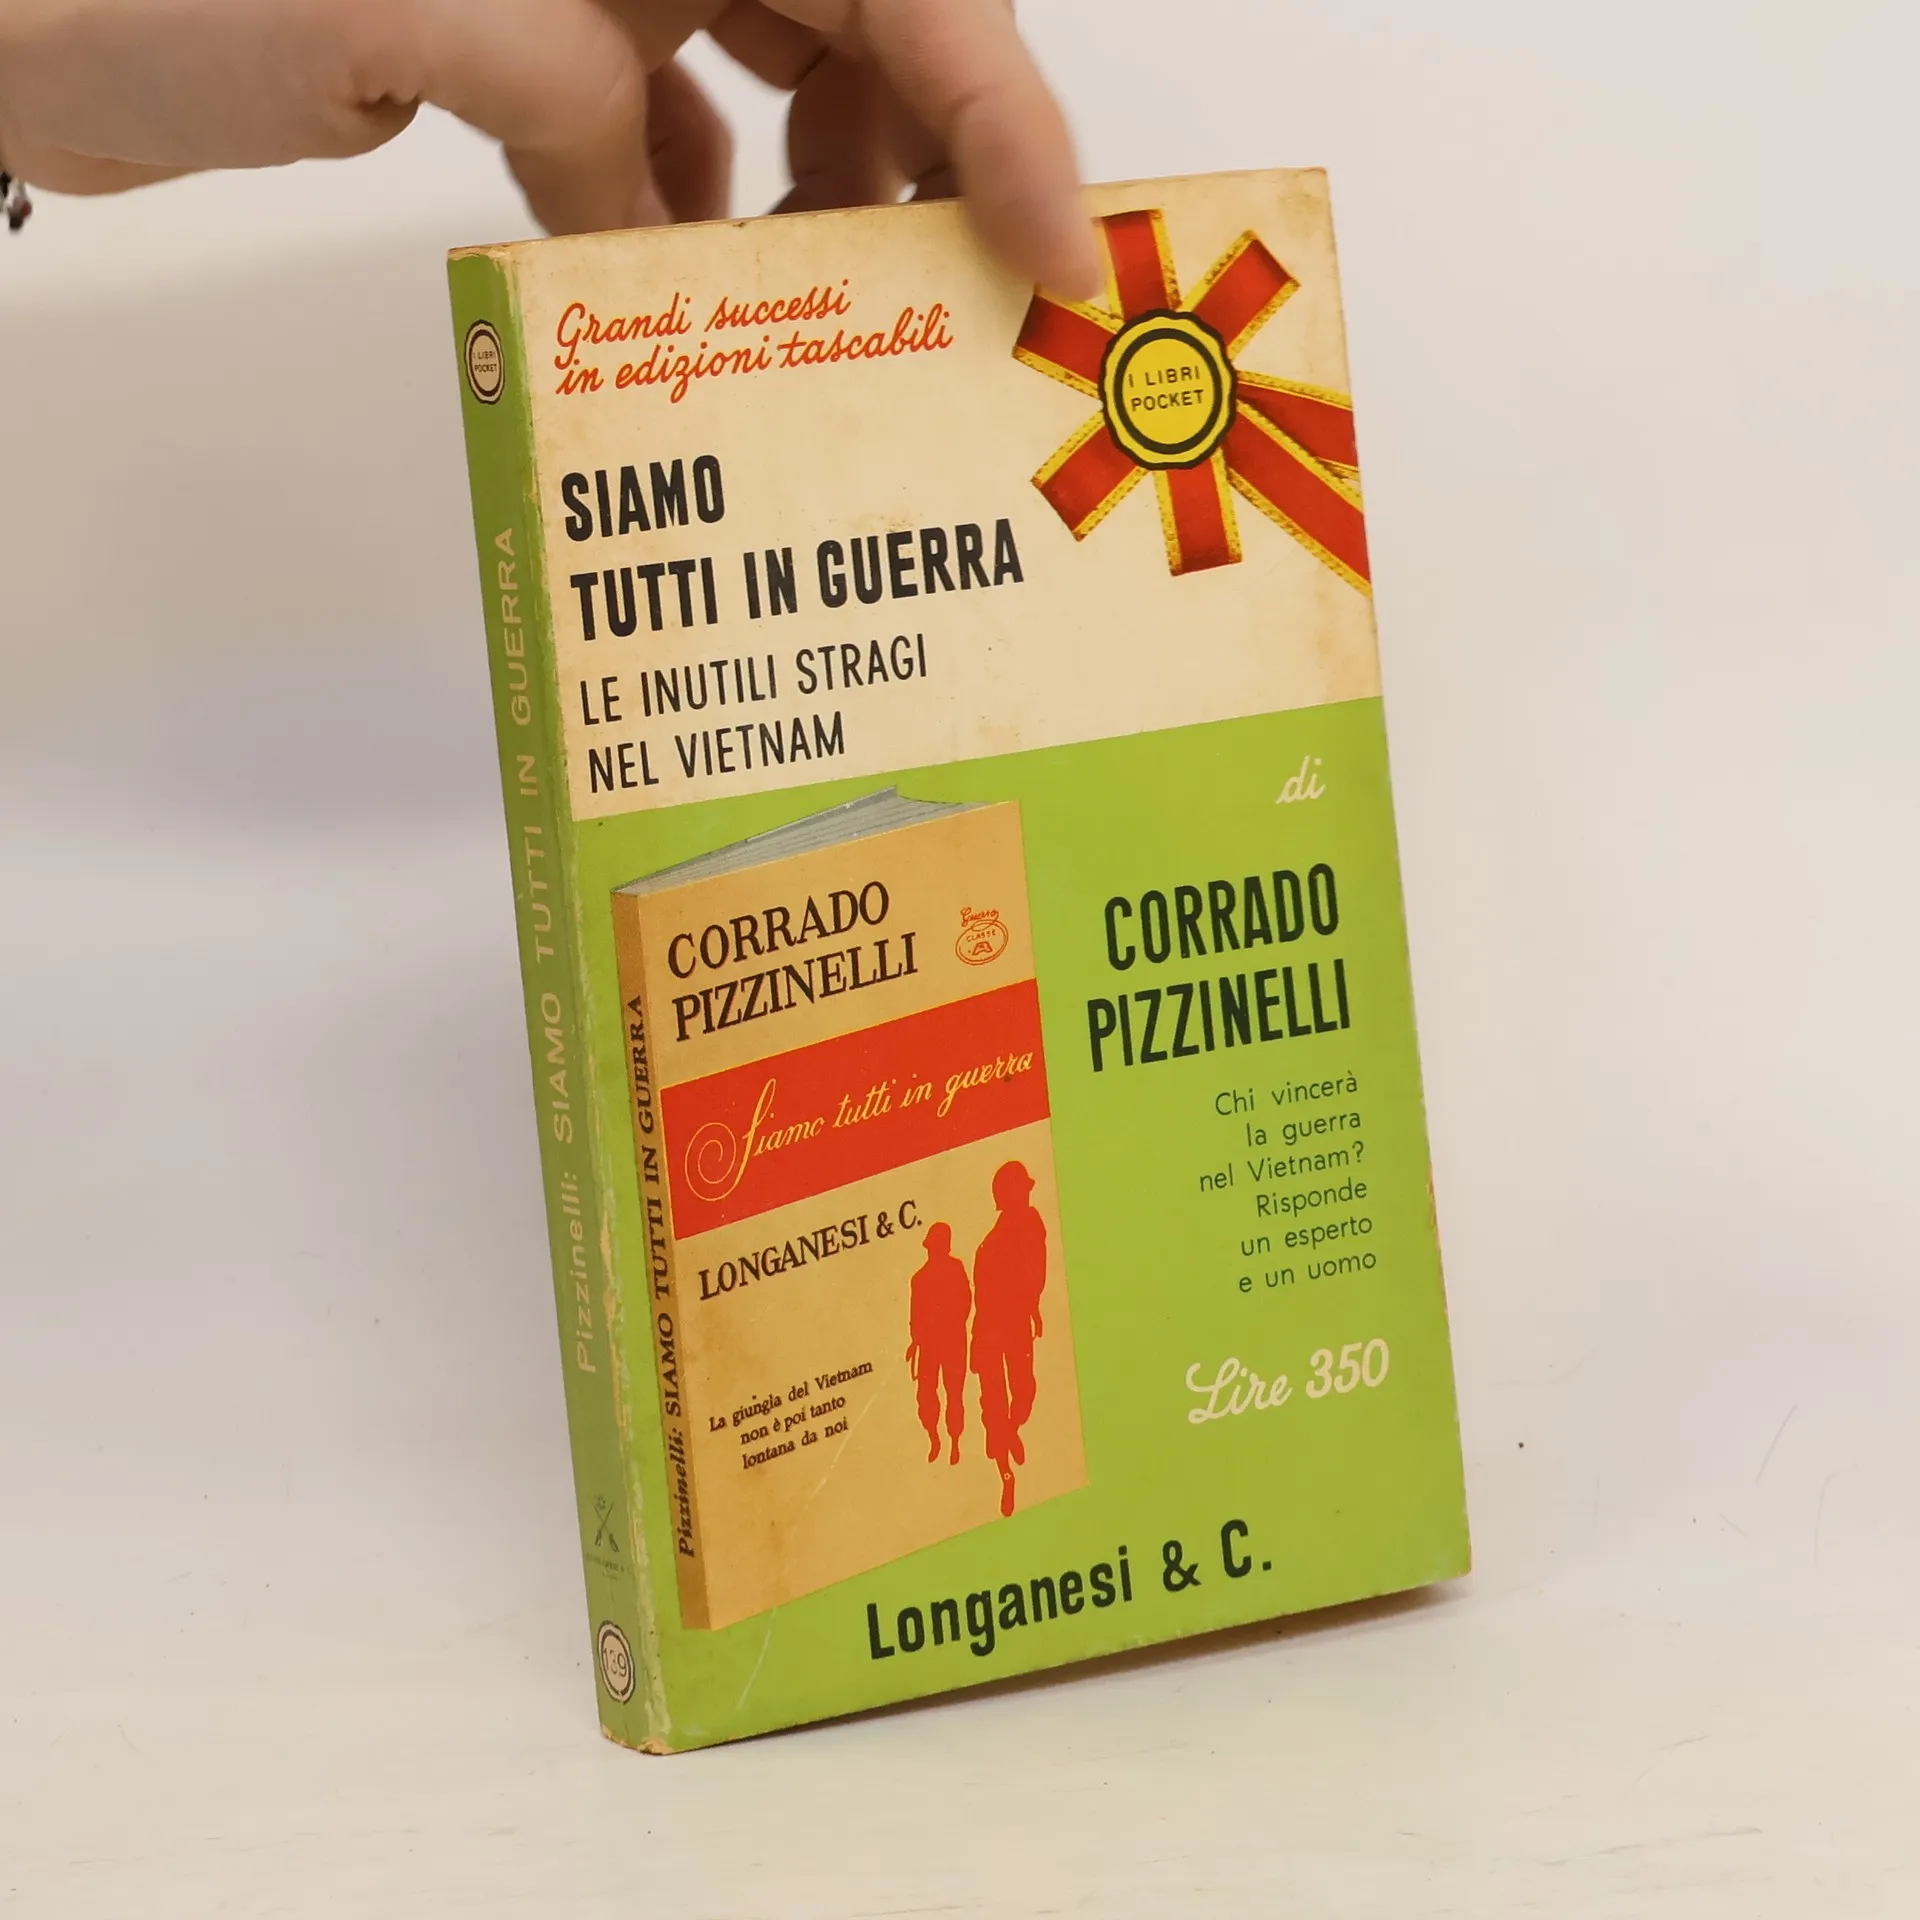 Grandi successi
in edizioni tascabili
I LIBRI
POCKET
SIAMO
TUTTI IN GUERRA
LE INUTILI STRAGI
NEL VIETNAM
di
CORRADO
PIZZINELLI
Chi vincerà
la guerra
nel Vietnam?
Risponde
un esperto
e un uomo
Lire 350
Longanesi & C.
CORRADO
PIZZINELLI
CLASSE
Siamo tutti in guerra
LONGANESI & C.
La giungla del Vietnam
non è poi tanto
lontana da noi
Pizzinelli: SIAMO TUTTI IN GUERRA
I LIBRI
POCKET
Pizzinelli: SIAMO TUTTI IN GUERRA
139